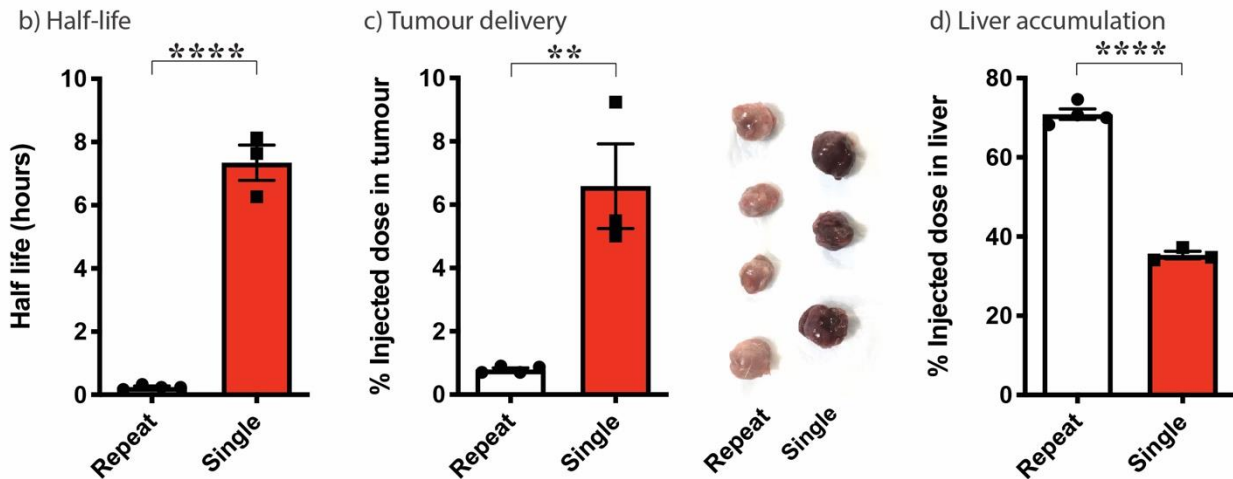 b) Half-life
****
Half life (hours)
10
8
6
4
2
0
Repeat
Single
c) Tumour delivery
**
% Injected dose in tumour
10
8
6
4
2
0
Repeat
Single
Repeat
Single
d) Liver accumulation
****
% Injected dose in liver
80
60
40
20
0
Repeat
Single